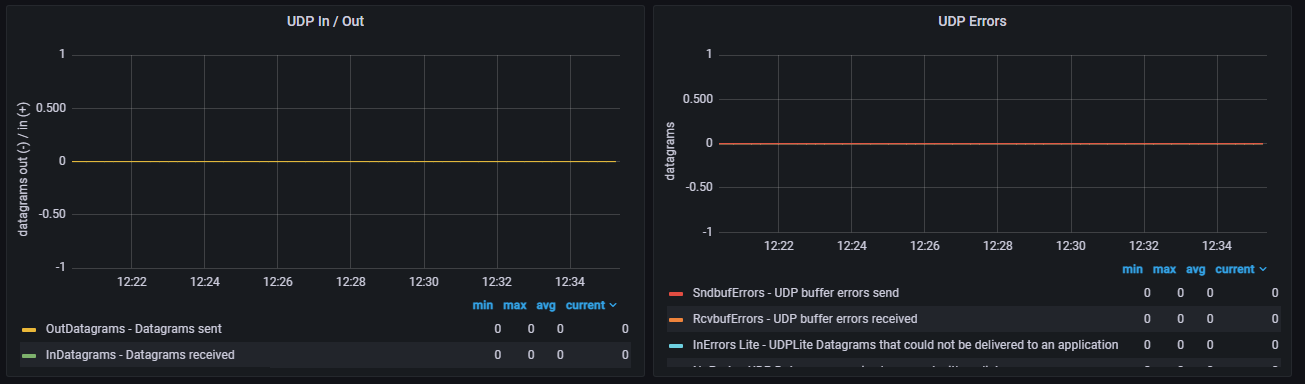 UDP In / Out
datagrams out (-) / in (+)
1
0.500
0
-0.50
-1
12:22 12:24 12:26 12:28 12:30 12:32 12:34
min max avg current
OutDatagrams - Datagrams sent 0 0 0 0
InDatagrams - Datagrams received 0 0 0 0
UDP Errors
datagrams
1
0.500
0
-0.50
-1
12:22 12:24 12:26 12:28 12:30 12:32 12:34
min max avg current
SndbufErrors - UDP buffer errors send 0 0 0 0
RcvbufErrors - UDP buffer errors received 0 0 0 0
InErrors Lite - UDPLite Datagrams that could not be delivered to an application 0 0 0 0